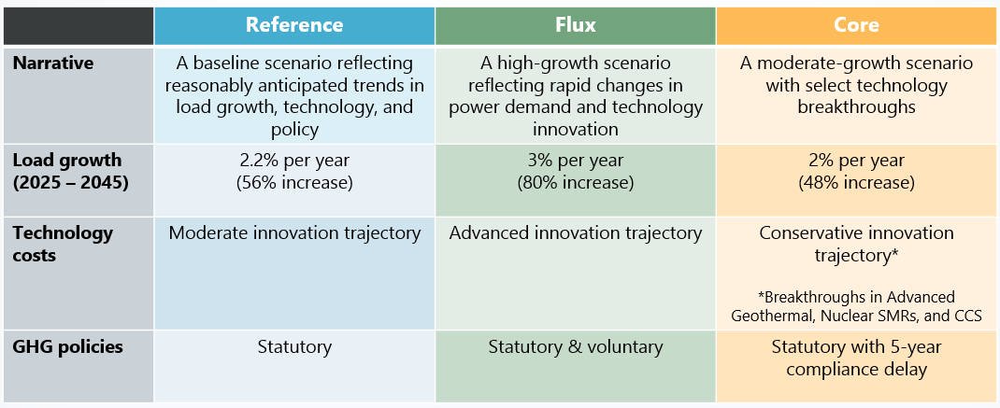 Reference
Flux
Core
Narrative
A baseline scenario reflecting
reasonably anticipated trends in
load growth, technology, and
policy
A high-growth scenario
reflecting rapid changes in
power demand and technology
innovation
A moderate-growth scenario
with select technology
breakthroughs
Load growth
(2025 – 2045)
2.2% per year
(56% increase)
3% per year
(80% increase)
2% per year
(48% increase)
Technology
costs
Moderate innovation trajectory
Advanced innovation trajectory
Conservative innovation
trajectory*
*Breakthroughs in Advanced
Geothermal, Nuclear SMRs, and CCS
GHG policies
Statutory
Statutory & voluntary
Statutory with 5-year
compliance delay